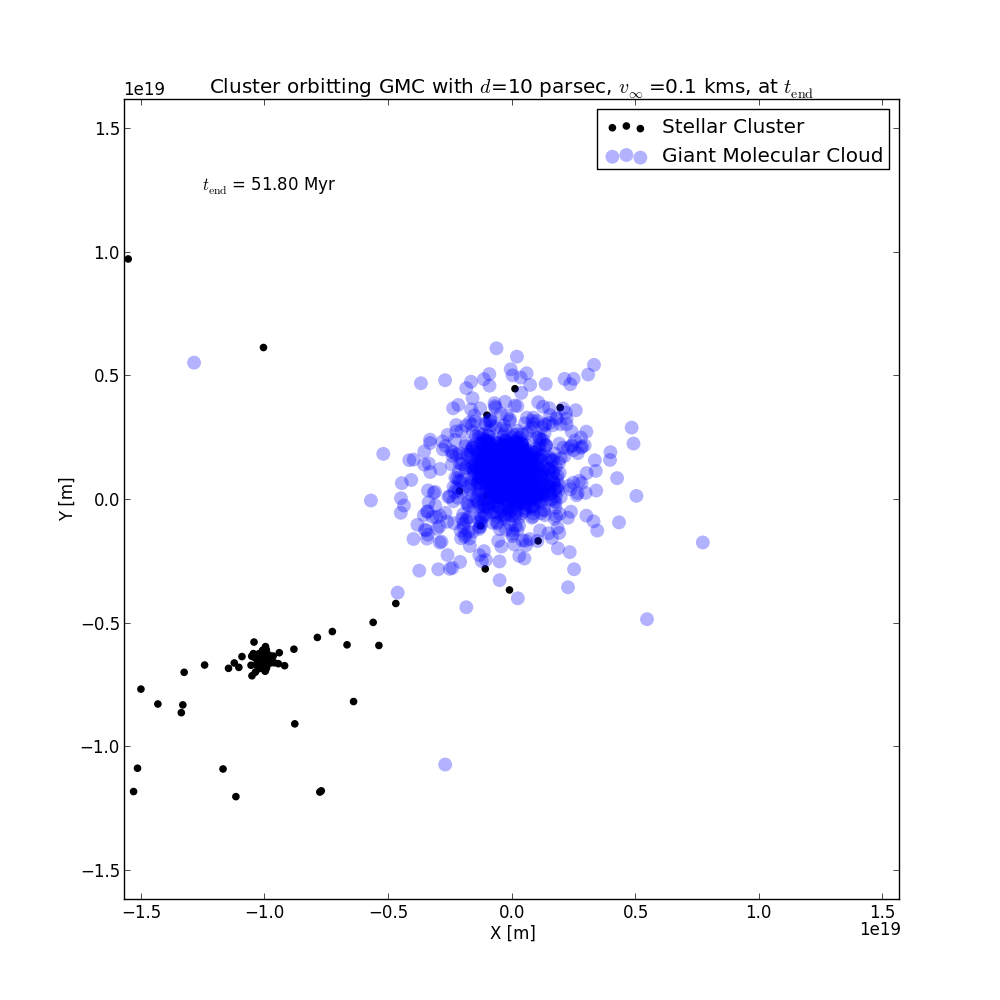 Cluster orbitting GMC with d=10 parsec, v∞ =0.1 kms, at t_end
1e19
Stellar Cluster
Giant Molecular Cloud
t_end = 51.80 Myr
Y [m]
1.5
1.0
0.5
0.0
−0.5
−1.0
−1.5
−1.5 −1.0 −0.5 0.0 0.5 1.0 1.5
1e19
X [m]